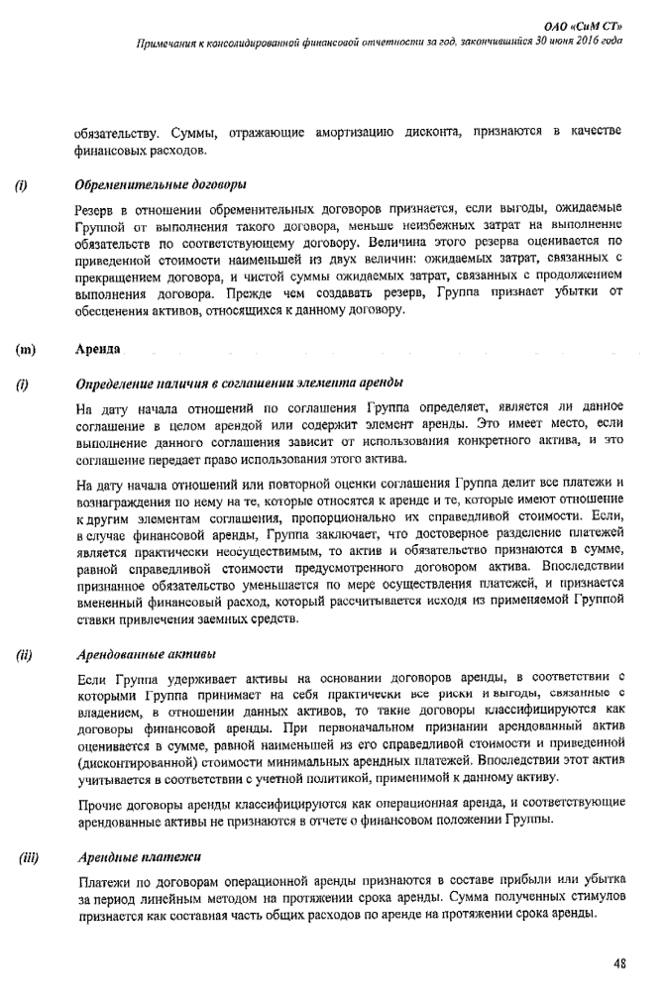 ОАО «СиМ СТ»
Примечания к консолидированной финансовой отчетности за год, закончившийся 30 июня 2016 года
обязательству. Суммы, отражающие амортизацию дисконта, признаются в качестве
финансовых расходов.
(i) Обременительные договоры
Резерв в отношении обременительных договоров признается, если выгоды, ожидаемые
Группой от выполнения такого договора, меньше неизбежных затрат на выполнение
обязательств по соответствующему договору. Величина этого резерва оценивается по
приведенной стоимости наименьшей из двух величин: ожидаемых затрат, связанных с
прекращением договора, и чистой суммы ожидаемых затрат, связанных с продолжением
выполнения договора. Прежде чем создавать резерв, Группа признает убытки от
обесценения активов, относящихся к данному договору.
(m) Аренда
(i) Определение наличия в соглашении элемента аренды
На дату начала отношений по соглашения Группа определяет, является ли данное
соглашение в целом арендой или содержит элемент аренды. Это имеет место, если
выполнение данного соглашения зависит от использования конкретного актива, и это
соглашение передает право использования этого актива.
На дату начала отношений или повторной оценки соглашения Группа делит все платежи и
вознаграждения по нему на те, которые относятся к аренде и те, которые имеют отношение
к другим элементам соглашения, пропорционально их справедливой стоимости. Если,
в случае финансовой аренды, Группа заключает, что достоверное разделение платежей
является практически неосуществимым, то актив и обязательство признаются в сумме,
равной справедливой стоимости предусмотренного договором актива. Впоследствии
признанное обязательство уменьшается по мере осуществления платежей, и признается
вмененный финансовый расход, который рассчитывается исходя из применяемой Группой
ставки привлечения заемных средств.
(ii) Арендованные активы
Если Группа удерживает активы на основании договоров аренды, в соответствии с
которыми Группа принимает на себя практически все риски и выгоды, связанные с
владением, в отношении данных активов, то такие договоры классифицируются как
договоры финансовой аренды. При первоначальном признании арендованный актив
оценивается в сумме, равной наименьшей из его справедливой стоимости и приведенной
(дисконтированной) стоимости минимальных арендных платежей. Впоследствии этот актив
учитывается в соответствии с учетной политикой, применимой к данному активу.
Прочие договоры аренды классифицируются как операционная аренда, и соответствующие
арендованные активы не признаются в отчете о финансовом положении Группы.
(iii) Арендные платежи
Платежи по договорам операционной аренды признаются в составе прибыли или убытка
за период линейным методом на протяжении срока аренды. Сумма полученных стимулов
признается как составная часть общих расходов по аренде на протяжении срока аренды.
48